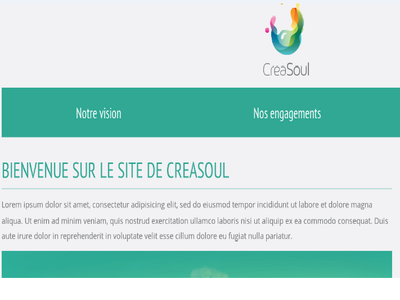 CreaSoul
Notre vision Nos engagements
BIENVENUE SUR LE SITE DE CREASOUL
Lorem ipsum dolor sit amet, consectetur adipisicing elit, sed do eiusmod tempor incididunt ut labore et dolore magna
aliqua. Ut enim ad minim veniam, quis nostrud exercitation ullamco laboris nisi ut aliquip ex ea commodo consequat. Duis
aute irure dolor in reprehenderit in voluptate velit esse cillum dolore eu fugiat nulla pariatur.